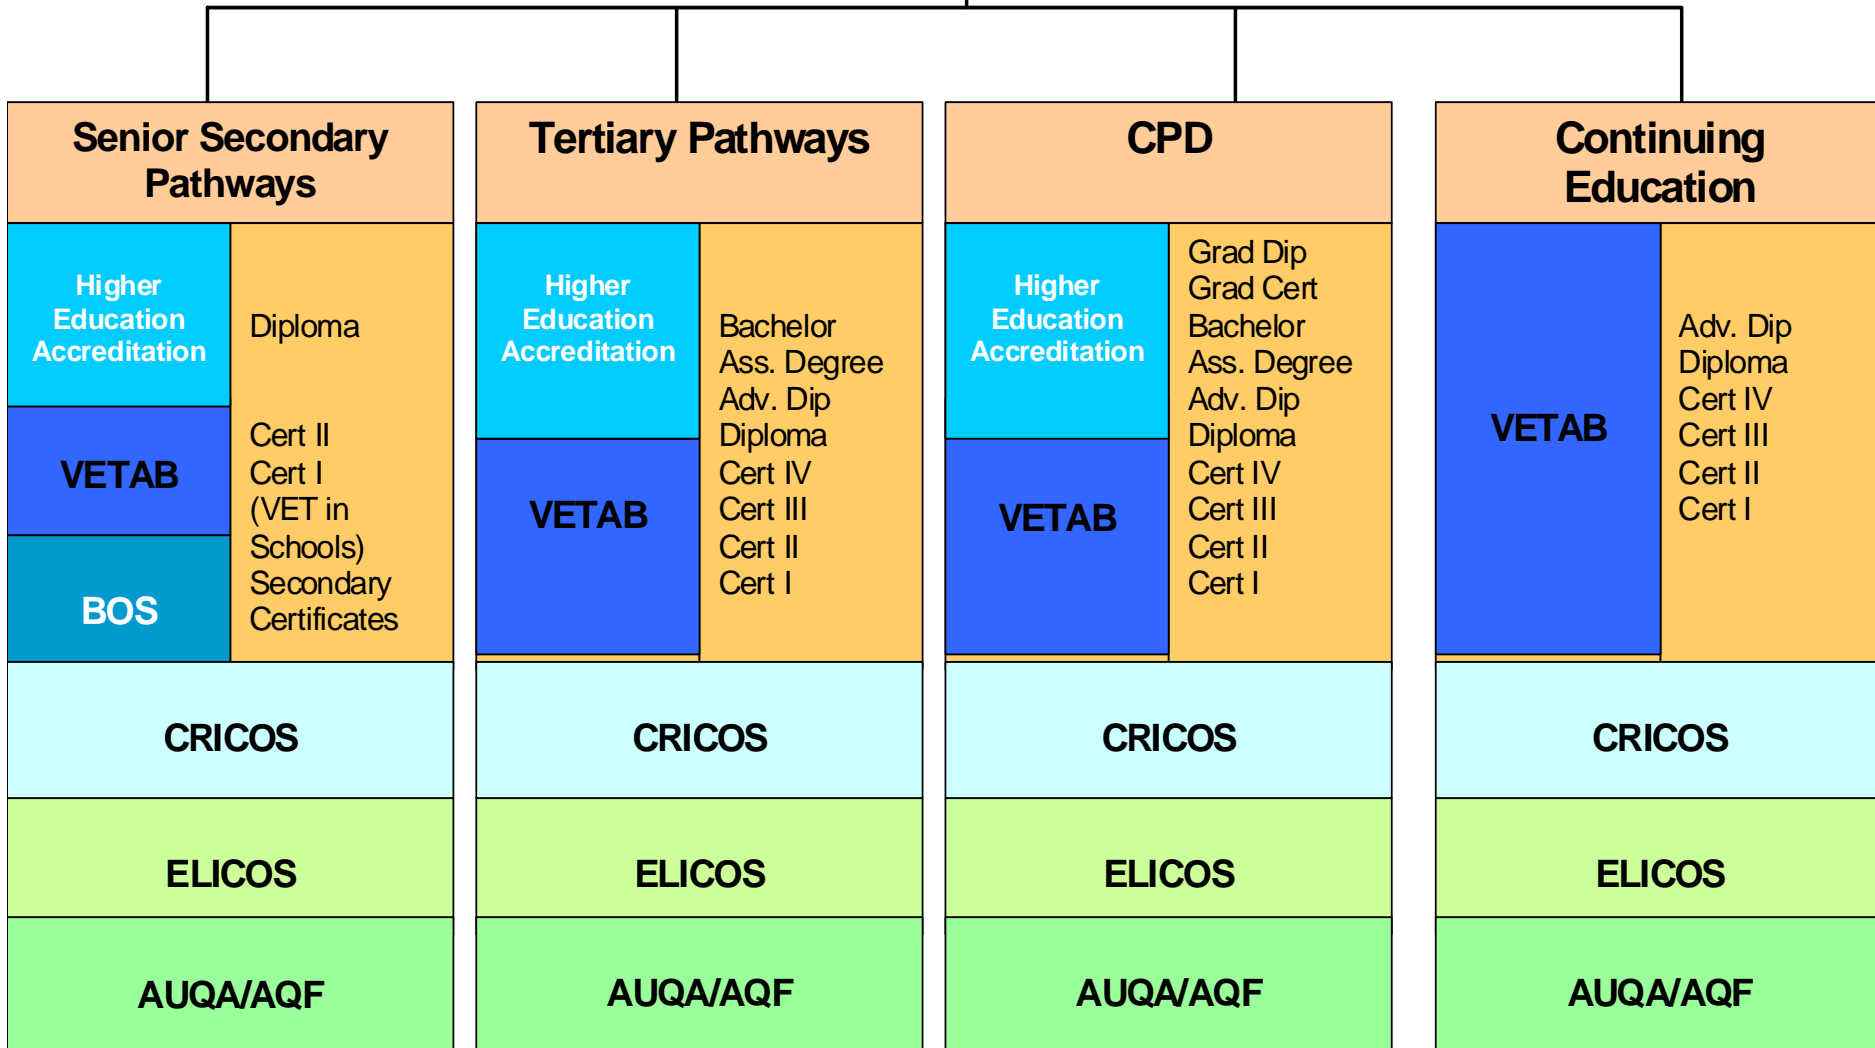 Senior Secondary
Pathways
Higher
Education
Accreditation
Diploma
VETAB
Cert II
Cert I
(VET in
Schools)
BOS
Secondary
Certificates
CRICOS
ELICOS
AUQA/AQF
Tertiary Pathways
Higher
Education
Accreditation
VETAB
Bachelor
Ass. Degree
Adv. Dip
Diploma
Cert IV
Cert III
Cert II
Cert I
CRICOS
ELICOS
AUQA/AQF
CPD
Higher
Education
Accreditation
VETAB
Grad Dip
Grad Cert
Bachelor
Ass. Degree
Adv. Dip
Diploma
Cert IV
Cert III
Cert II
Cert I
CRICOS
ELICOS
AUQA/AQF
Continuing
Education
VETAB
Adv. Dip
Diploma
Cert IV
Cert III
Cert II
Cert I
CRICOS
ELICOS
AUQA/AQF